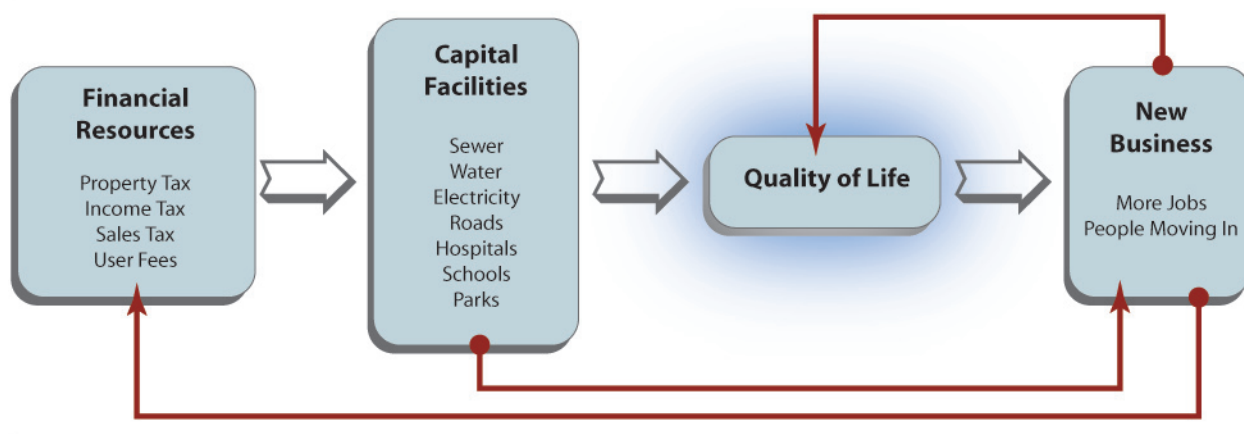 Financial
Resources
Property Tax
Income Tax
Sales Tax
User Fees
Capital
Facilities
Sewer
Water
Electricity
Roads
Hospitals
Schools
Parks
Quality of Life
New
Business
More Jobs
People Moving In